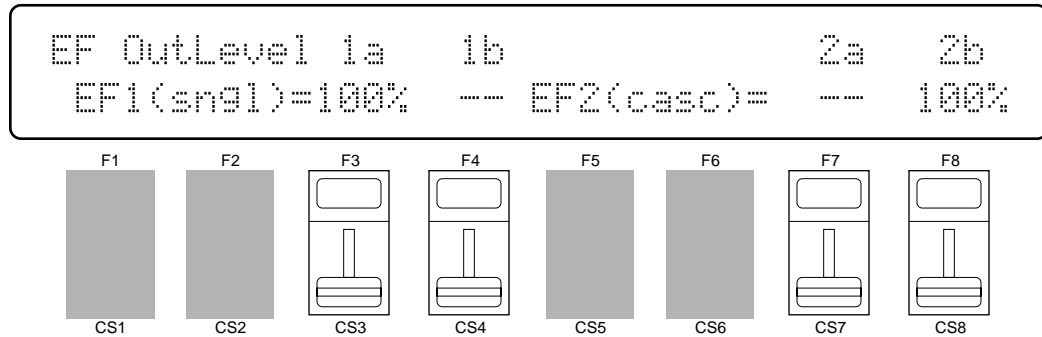 EF OutLevel 1a 1b 2a 2b
EF1(sngl)=100% -- EF2(casc)= -- 100%
F1 F2 F3 F4 F5 F6 F7 F8
CS1 CS2 CS3 CS4 CS5 CS6 CS7 CS8